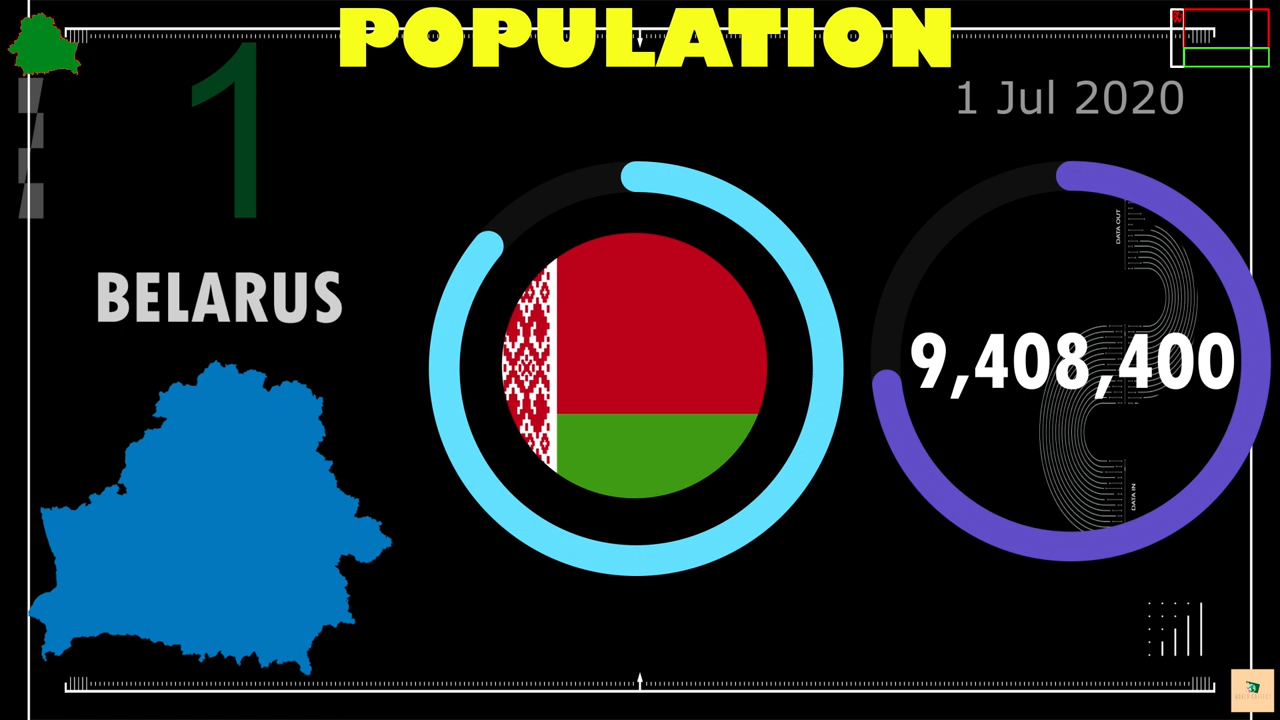 POPULATION
1
1 Jul 2020
BELARUS
DATA OUT
9,408,400
DATA IN